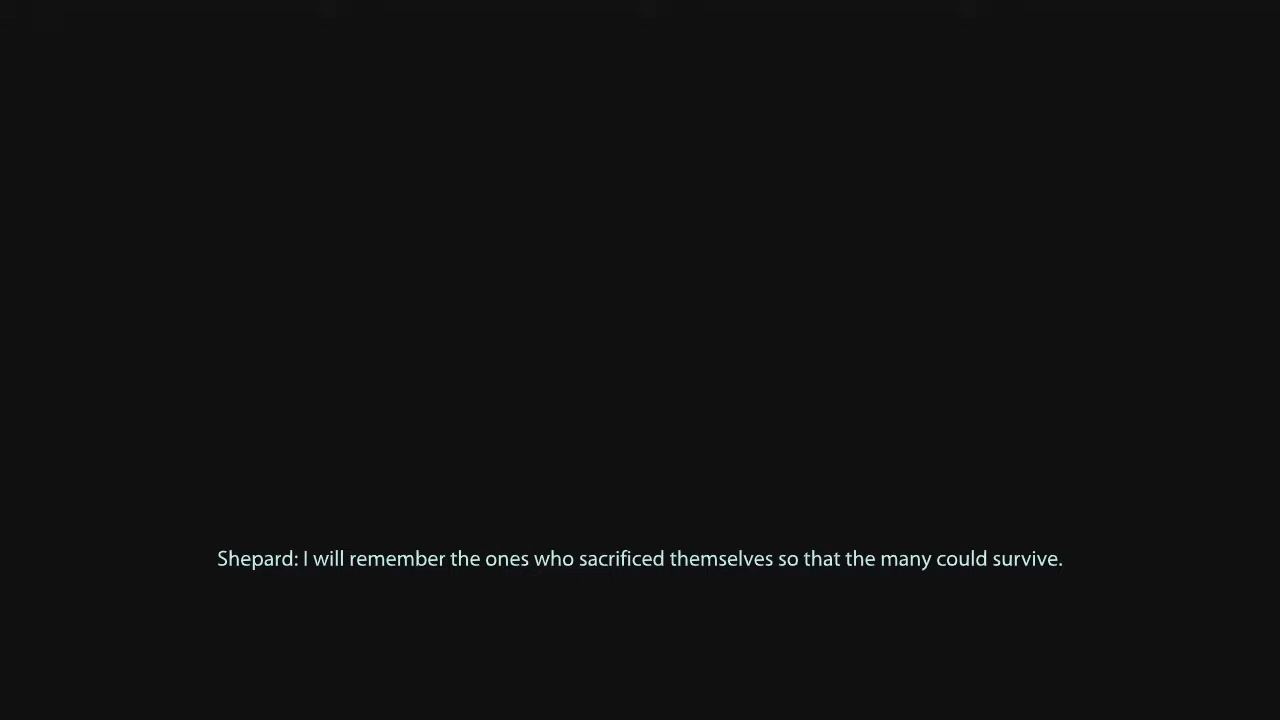 Shepard: I will remember the ones who sacrificed themselves so that the many could survive.